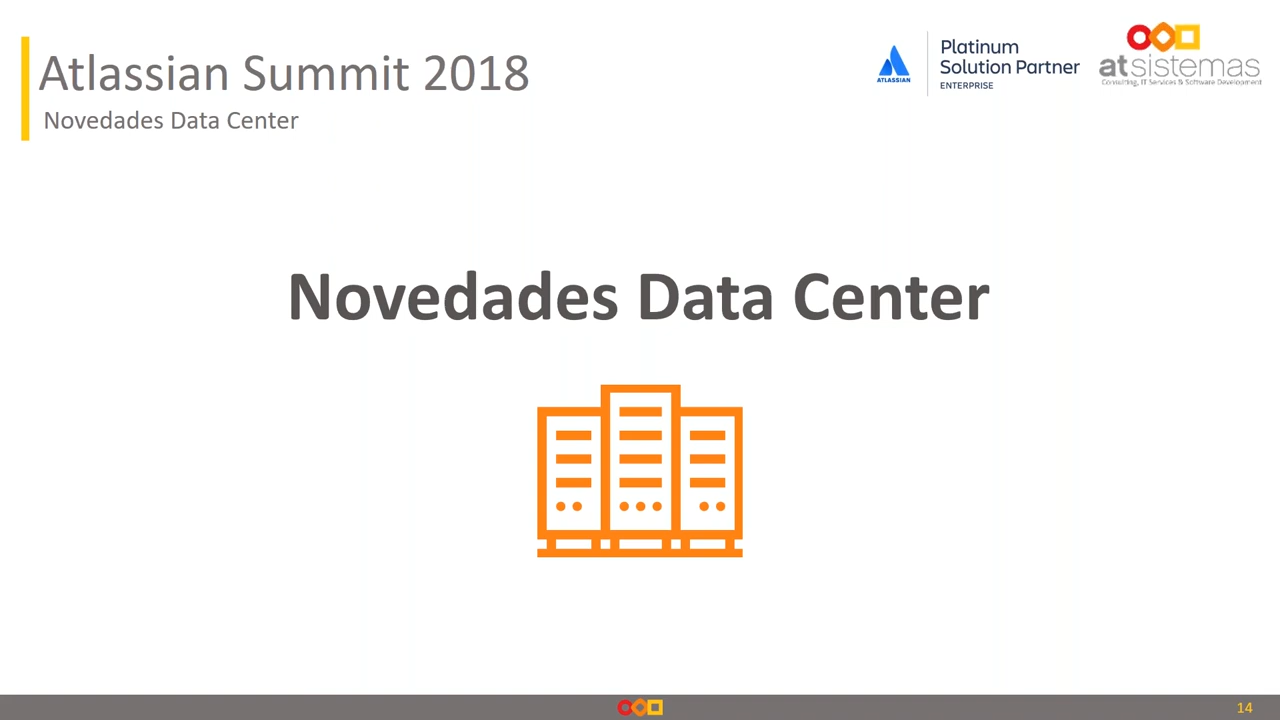 Atlassian Summit 2018
Novedades Data Center
ATLASSIAN
Platinum
Solution Partner
ENTERPRISE
atsistemas
Consulting, IT Services & Software Development
Novedades Data Center
14